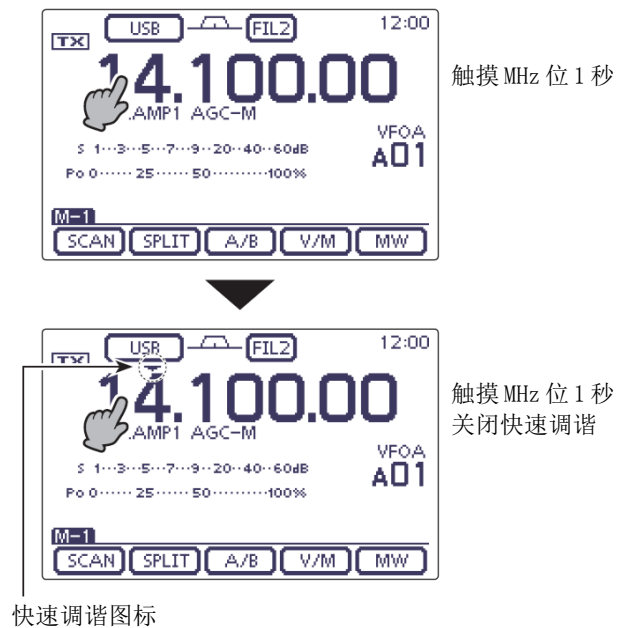 USB FIL2 12:00
TX
14.100.00
触摸 MHz 位 1 秒
.AMP1 AGC-M
VFOA
A01
S 1···3···5···7···9··20··40··60dB
Po 0······ 25······ 50··········100%
M-1
SCAN SPLIT A/B V/M MW
USB FIL2 12:00
TX
14.100.00
触摸 MHz 位 1 秒
关闭快速调谐
.AMP1 AGC-M
VFOA
A01
S 1···3···5···7···9··20··40··60dB
Po 0······ 25······ 50··········100%
M-1
SCAN SPLIT A/B V/M MW
快速调谐图标